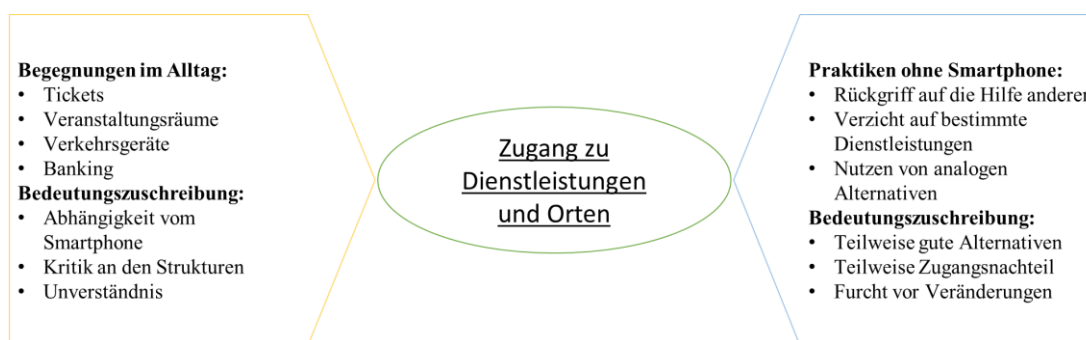 Begegnungen im Alltag:
• Tickets
• Veranstaltungsräume
• Verkehrsgeräte
• Banking
Bedeutungszuschreibung:
• Abhängigkeit vom
Smartphone
• Kritik an den Strukturen
• Unverständnis
Zugang zu
Dienstleistungen
und Orten
Praktiken ohne Smartphone:
• Rückgriff auf die Hilfe anderer
• Verzicht auf bestimmte
Dienstleistungen
• Nutzen von analogen
Alternativen
Bedeutungszuschreibung:
• Teilweise gute Alternativen
• Teilweise Zugangsnachteil
• Furcht vor Veränderungen